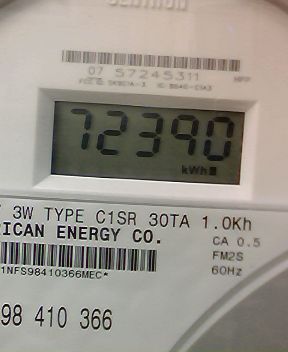 07 57245311
72390
kWh
3W TYPE C1SR 30TA 1.0Kh
RICAN ENERGY CO.
CA 0.5
FM2S
60Hz
1NFS98410366MEC*
98 410 366